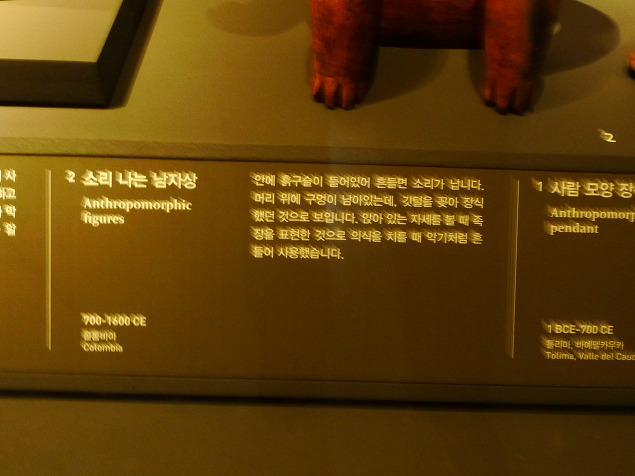 2
차
하고
학
할
2 소리 나는 남자상
Anthropomorphic
figures
700-1600 CE
콜롬비아
Colombia
안에 흙구슬이 들어있어 흔들면 소리가 납니다.
머리 위에 구멍이 남아있는데, 깃털을 꽂아 장식
했던 것으로 보입니다. 앉아 있는 자세를 볼 때 족
장을 표현한 것으로 의식을 치를 때 악기처럼 흔
들어 사용했습니다.
1 사람 모양 장
Anthropomorp
pendant
1 BCE-700 CE
톨리마, 바예델카우카
Tolima, Valle del Cauc